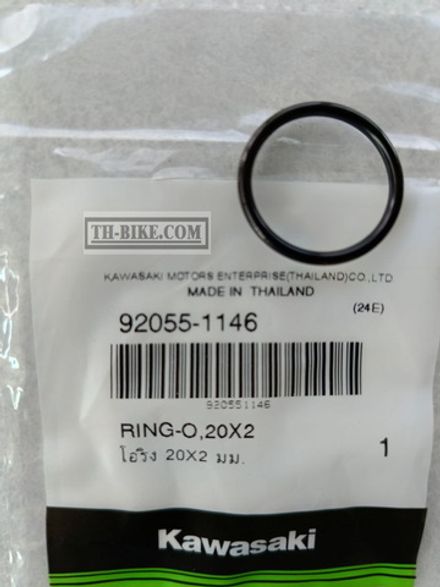 TH-BIKE.COM
KAWASAKI MOTORS ENTERPRISE(THAILAND)CO.,LTD.
MADE IN THAILAND
(24E)
92055-1146
920551146
RING-O,20X2
โอริง 20X2 มม.
1
Kawasaki